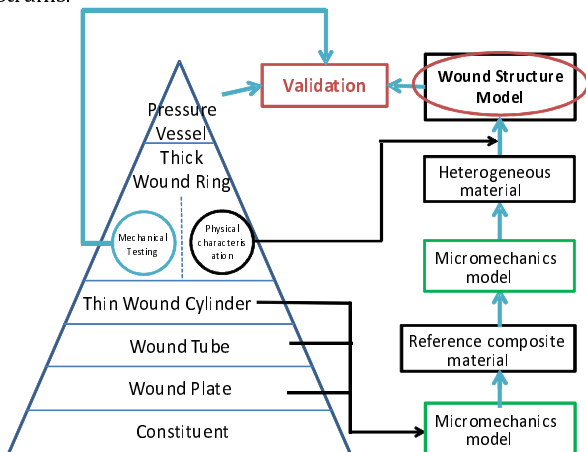 strains.
Validation
Wound Structure
Model
Pressure
Vessel
Thick
Wound Ring
Heterogeneous
material
Mechanical
Testing
Physical
characteris
ation
Micromechanics
model
Thin Wound Cylinder
Wound Tube
Reference composite
material
Wound Plate
Constituent
Micromechanics
model